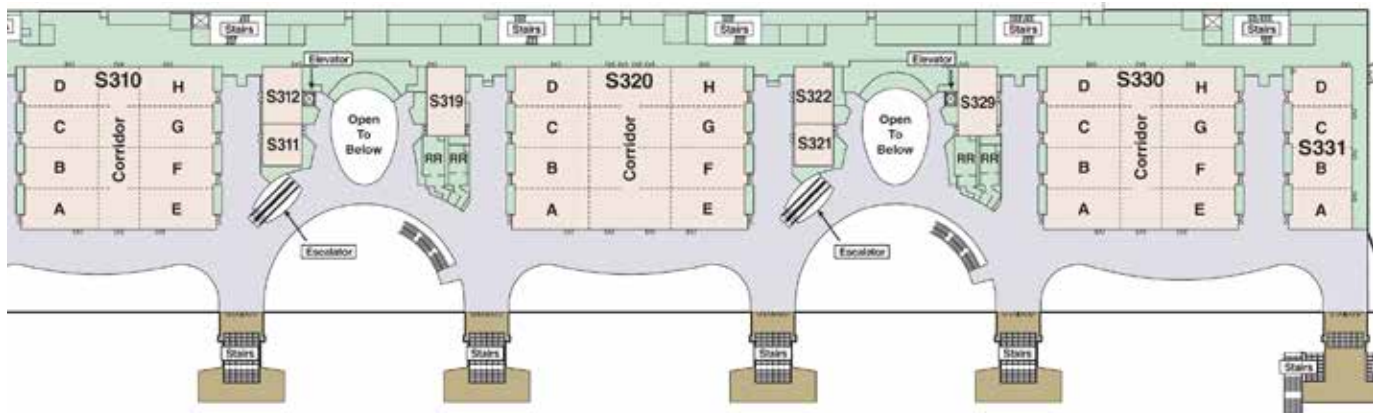 Stairs
Stairs
Stairs
Stairs
Stairs
Elevator
Elevator
D
S310
H
C
G
Corridor
B
F
A
E
S312
S311
Open
To
Below
S319
RR
RR
Escalator
D
S320
H
C
G
Corridor
B
F
A
E
S322
S321
Open
To
Below
S329
RR
RR
Escalator
D
S330
H
C
G
Corridor
B
F
A
E
D
C
S331
B
A
Stairs
Stairs
Stairs
Stairs
Stairs